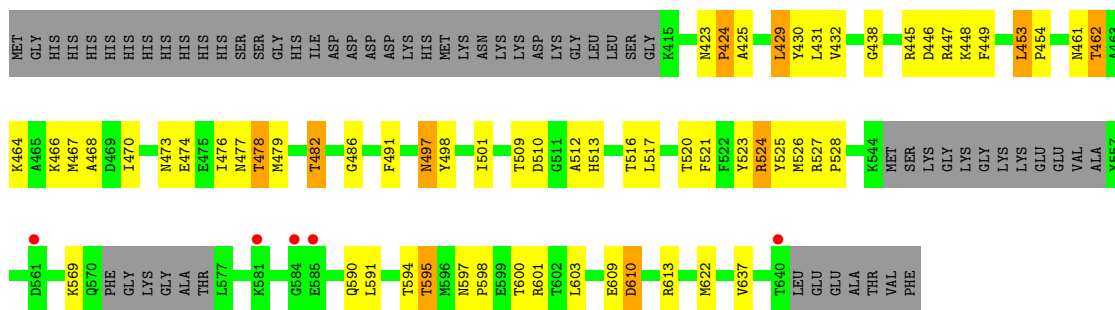 MET GLY HIS HIS HIS HIS HIS HIS HIS HIS HIS HIS SER SER GLY HIS ILE ASP ASP ASP ASP LYS HIS MET LYS ASN LYS LYS ASP LYS GLY LEU LEU SER GLY K415 N423 P424 A425 L429 Y430 L431 V432 G438 R445 D446 R447 K448 F449 L453 P454 N461 T462 A463
K464 A465 K466 M467 A468 D469 I470 N473 E474 E475 I476 N477 T478 M479 T482 G486 F491 N497 Y498 I501 T509 D510 G511 A512 H513 T516 L517 T520 F521 F522 Y523 R524 Y525 M526 R527 P528 K544 MET SER LYS GLY LYS GLY LYS LYS GLU GLU VAL ALA Y557
D561 K569 Q570 PHE GLY LYS GLY ALA THR L577 K581 G584 E585 Q590 L591 T594 T595 M596 N597 P598 E599 T600 R601 T602 L603 E609 D610 R613 M622 V637 T640 LEU GLU GLU ALA THR VAL PHE